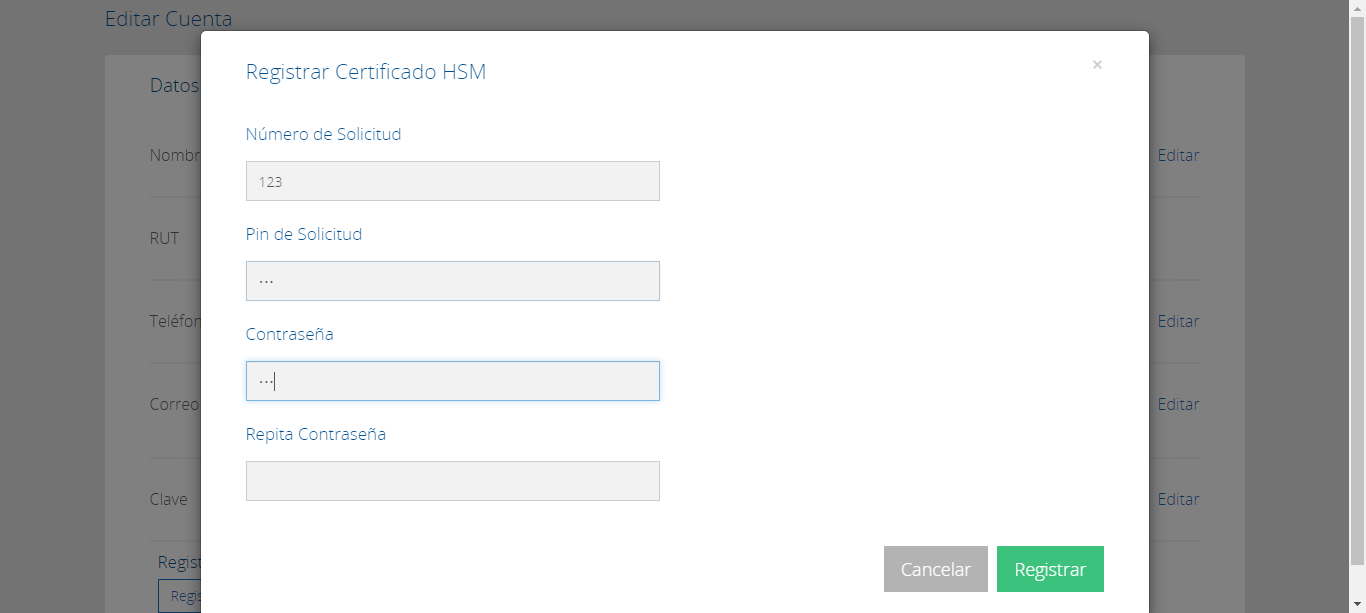 Editar Cuenta
Registrar Certificado HSM
×
Datos
Número de Solicitud
Nombr
123
Editar
Pin de Solicitud
RUT
...
Contraseña
Teléfon
...
Editar
Repita Contraseña
Correo
Editar
Clave
Editar
Regist
Regis
Cancelar
Registrar